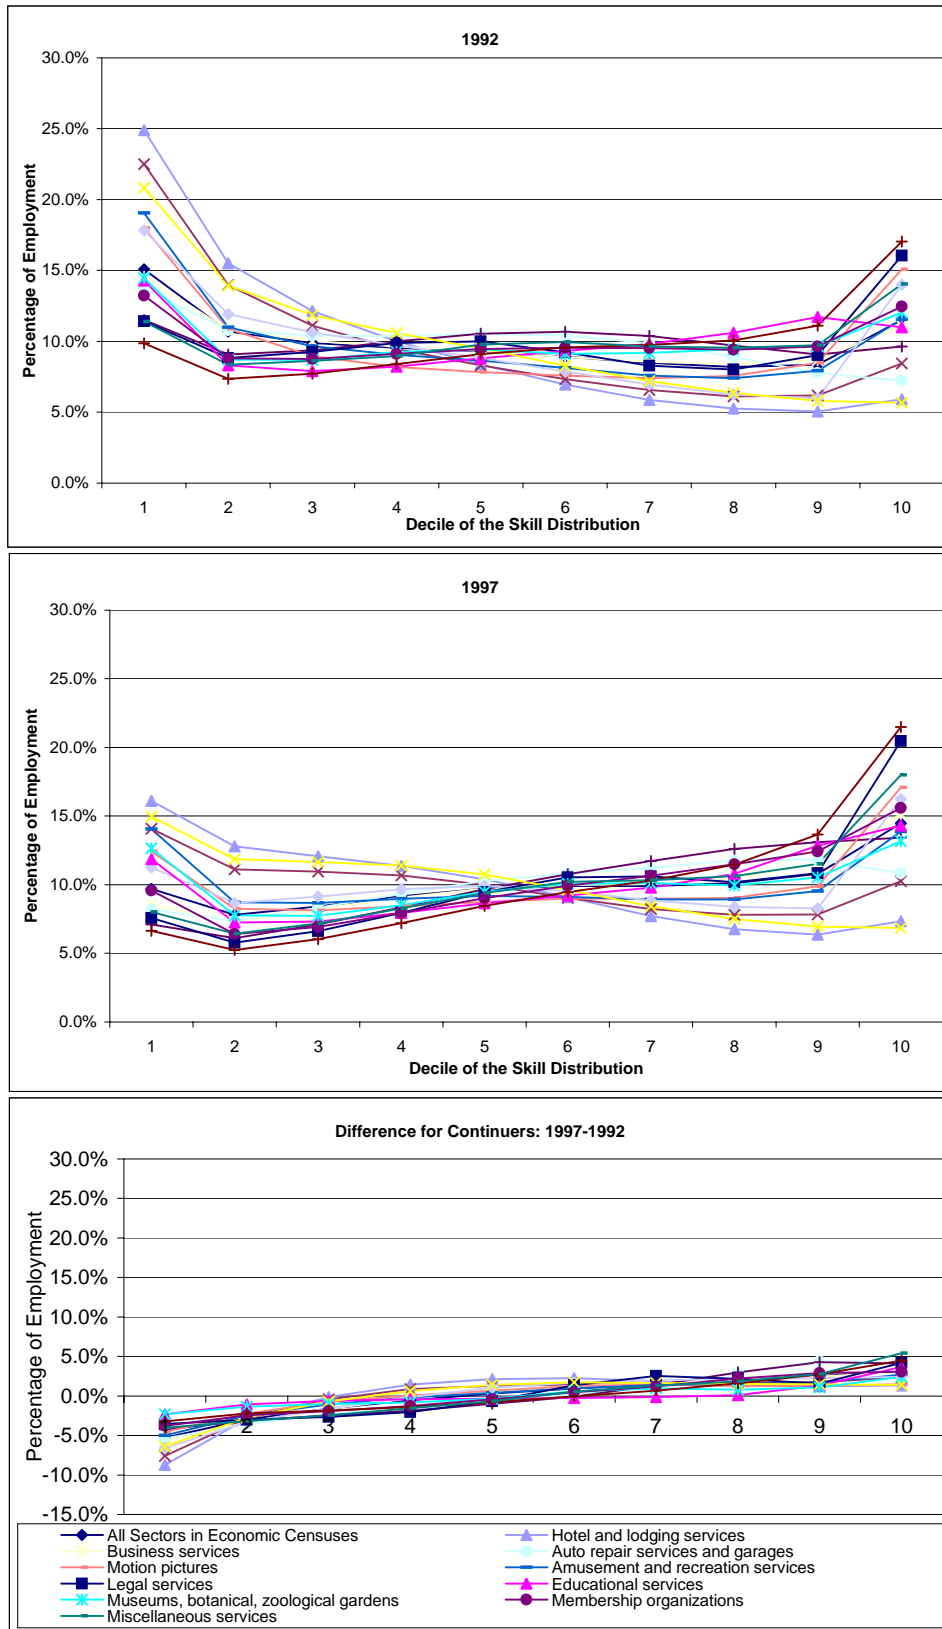 1992
30.0%
25.0%
20.0%
15.0%
10.0%
5.0%
0.0%
Percentage of Employment
1 2 3 4 5 6 7 8 9 10
Decile of the Skill Distribution
1997
30.0%
25.0%
20.0%
15.0%
10.0%
5.0%
0.0%
Percentage of Employment
1 2 3 4 5 6 7 8 9 10
Decile of the Skill Distribution
Difference for Continuers: 1997-1992
30.0%
25.0%
20.0%
15.0%
10.0%
5.0%
0.0%
-5.0%
-10.0%
-15.0%
Percentage of Employment
1 2 3 4 5 6 7 8 9 10
All Sectors in Economic Censuses
Hotel and lodging services
Business services
Auto repair services and garages
Motion pictures
Amusement and recreation services
Legal services
Educational services
Museums, botanical, zoological gardens
Membership organizations
Miscellaneous services